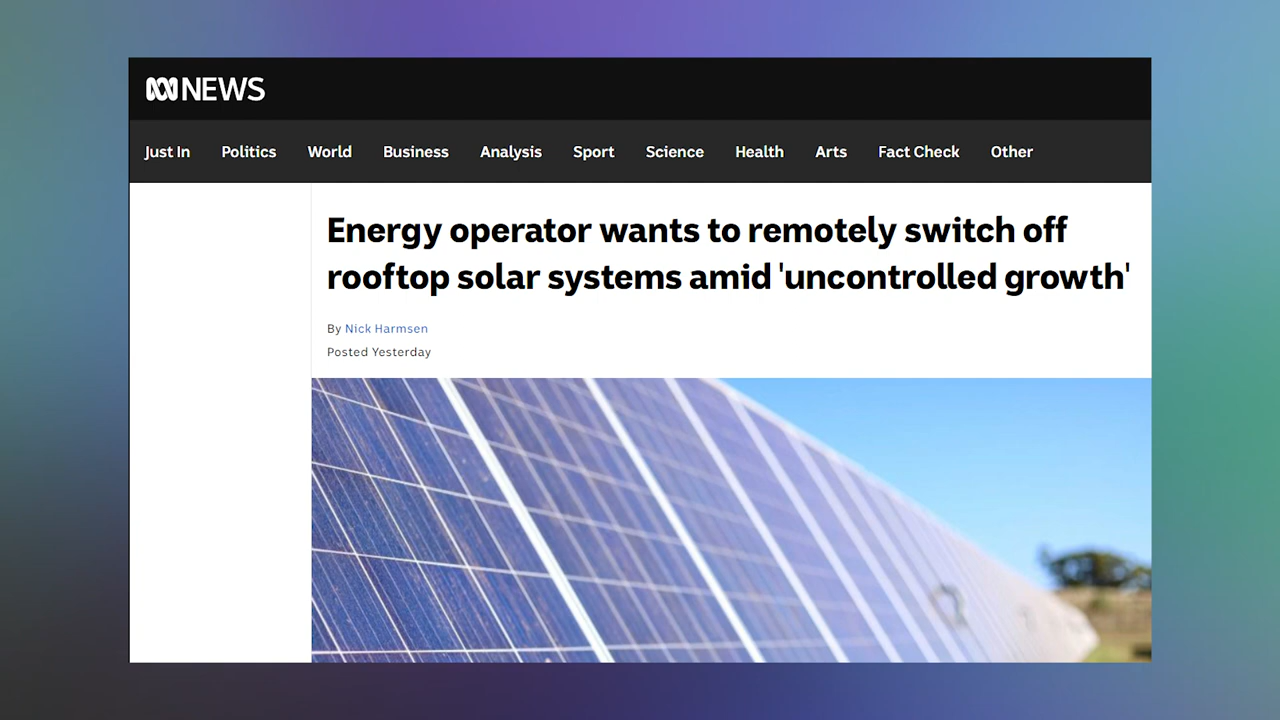 NEWS
Just In Politics World Business Analysis Sport Science Health Arts Fact Check Other
Energy operator wants to remotely switch off
rooftop solar systems amid 'uncontrolled growth'
By Nick Harmsen
Posted Yesterday